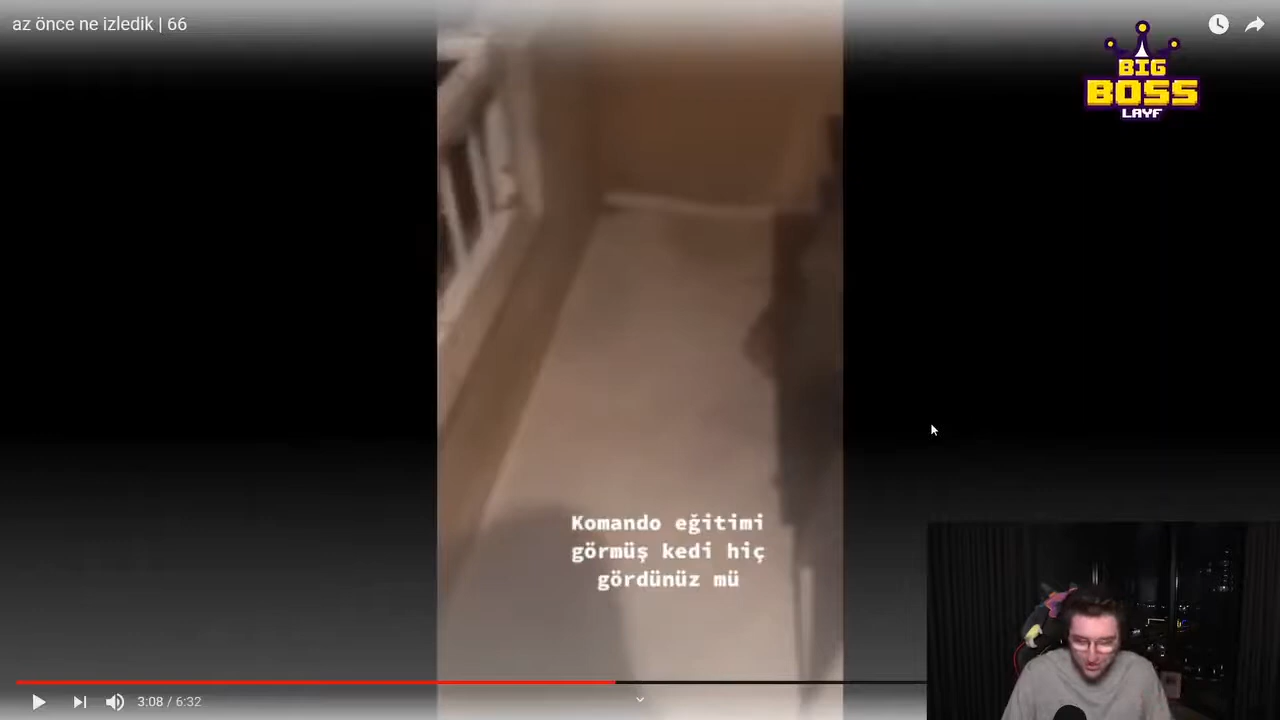 az önce ne izledik | 66
BIG
BOSS
LAYF
Komando eğitimi
görmüş kedi hiç
gördünüz mü
3:08 / 6:32